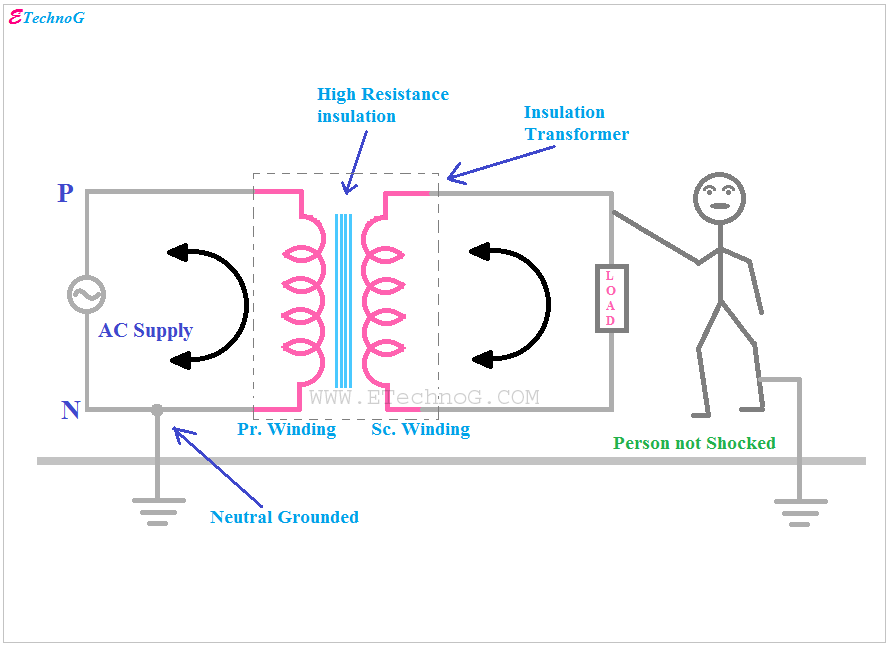 ETechnoG
High Resistance
insulation
Insulation
Transformer
P
AC Supply
N
L
O
A
D
WWW.ETechnoG.COM
Pr. Winding
Sc. Winding
Person not Shocked
Neutral Grounded